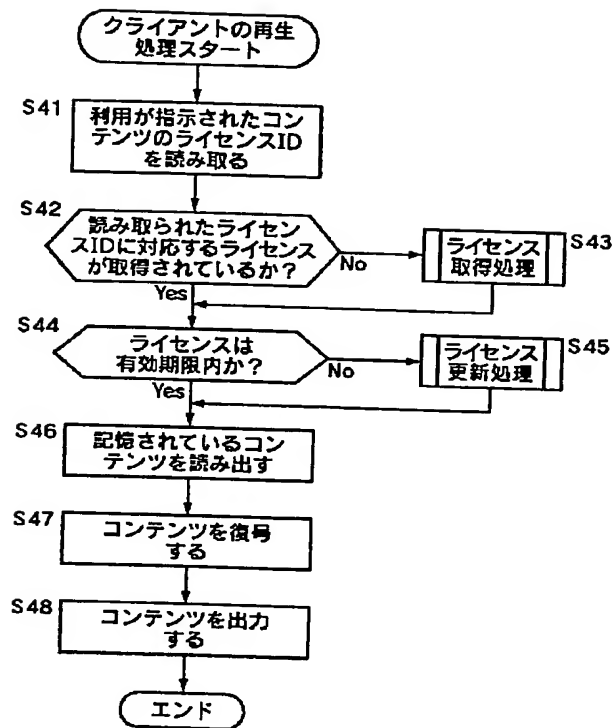 クライアントの再生
処理スタート
S41
利用が指示されたコン
テンツのライセンスID
を読み取る
S42
読み取られたライセン
スIDに対応するライセンス
が取得されているか?
No
Yes
S43
ライセンス
取得処理
S44
ライセンスは
有効期限内か?
No
Yes
S45
ライセンス
更新処理
S46
記憶されているコン
テンツを読み出す
S47
コンテンツを復号
する
S48
コンテンツを出力
する
エンド